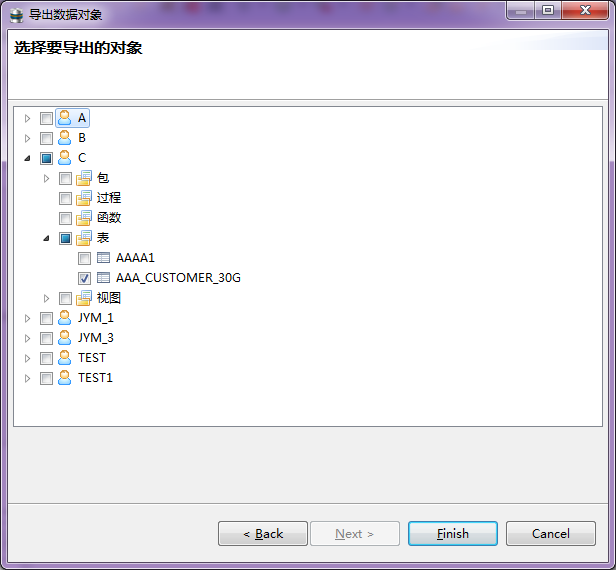 导出数据对象
选择要导出的对象
A
B
C
包
过程
函数
表
AAAA1
AAA_CUSTOMER_30G
视图
JYM_1
JYM_3
TEST
TEST1
< Back
Next >
Finish
Cancel